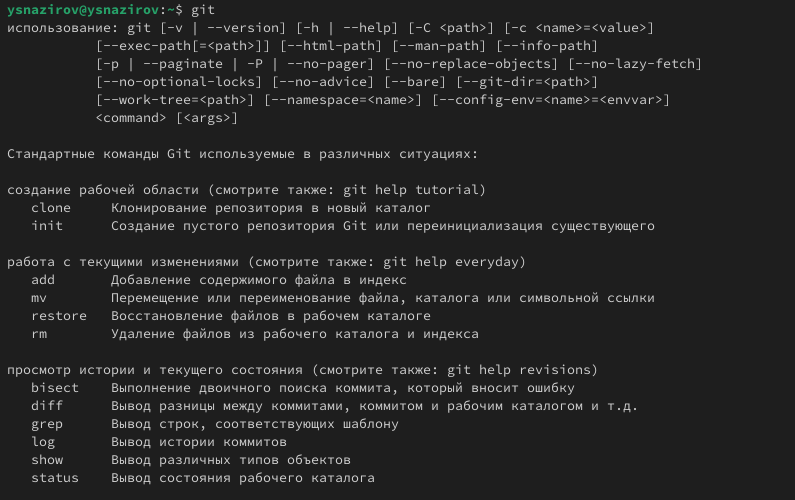 ysnazirov@ysnazirov:~$ git
использование: git [-v | --version] [-h | --help] [-C <path>] [-c <name>=<value>]
           [--exec-path[=<path>]] [--html-path] [--man-path] [--info-path]
           [-p | --paginate | -P | --no-pager] [--no-replace-objects] [--no-lazy-fetch]
           [--no-optional-locks] [--no-advice] [--bare] [--git-dir=<path>]
           [--work-tree=<path>] [--namespace=<name>] [--config-env=<name>=<envvar>]
           <command> [<args>]

Стандартные команды Git используемые в различных ситуациях:

создание рабочей области (смотрите также: git help tutorial)
   clone     Клонирование репозитория в новый каталог
   init      Создание пустого репозитория Git или переинициализация существующего

работа с текущими изменениями (смотрите также: git help everyday)
   add       Добавление содержимого файла в индекс
   mv        Перемещение или переименование файла, каталога или символьной ссылки
   restore   Восстановление файлов в рабочем каталоге
   rm        Удаление файлов из рабочего каталога и индекса

просмотр истории и текущего состояния (смотрите также: git help revisions)
   bisect    Выполнение двоичного поиска коммита, который вносит ошибку
   diff      Вывод разницы между коммитами, коммитом и рабочим каталогом и т.д.
   grep      Вывод строк, соответствующих шаблону
   log       Вывод истории коммитов
   show      Вывод различных типов объектов
   status    Вывод состояния рабочего каталога